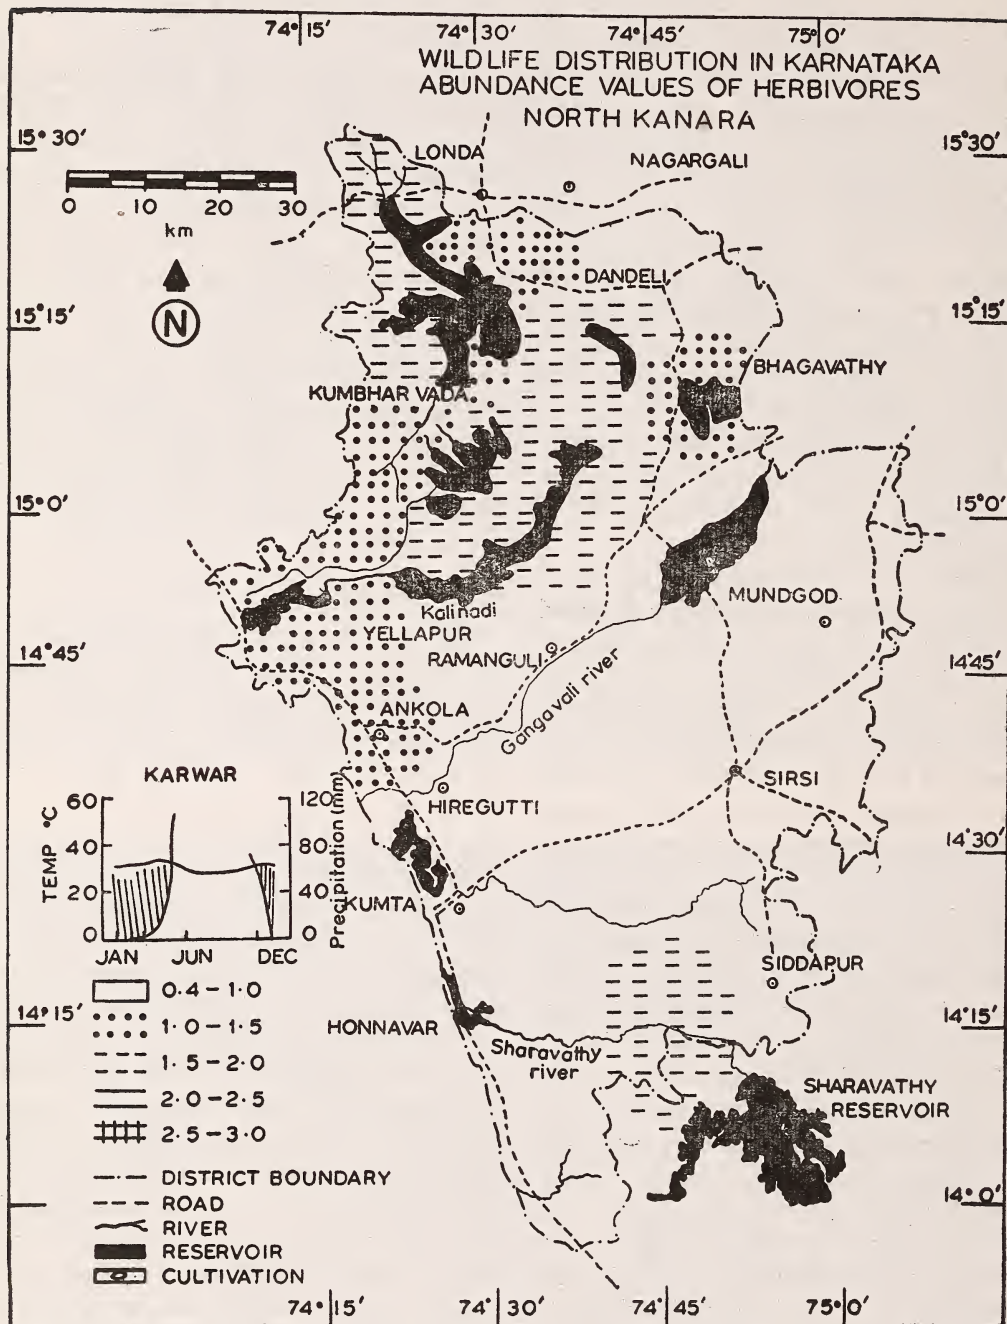 74°15′ 74°30′ 74°45′ 75°0′
WILDLIFE DISTRIBUTION IN KARNATAKA
ABUNDANCE VALUES OF HERBIVORES
NORTH KANARA
15°30′ 15°30′
LONDA NAGARGALI
0 10 20 30
km
N
DANDELI
15°15′ 15°15′
BHAGAVATHY
KUMBHAR VADA
15°0′ 15°0′
MUNDGOD
Kalinadi
YELLAPUR
RAMANGULI
14°45′ 14°45′
Gangavali river
ANKOLA
KARWAR
SIRSI
HIREGUTTI
60 120
40 80
20 40
0 0
TEMP °C
Precipitation (mm)
JAN JUN DEC
14°30′
KUMTA
SIDDAPUR
0.4-1.0
1.0-1.5
1.5-2.0
2.0-2.5
2.5-3.0
14°15′ 14°15′
HONNAVAR
Sharavathy
river
SHARAVATHY
RESERVOIR
DISTRICT BOUNDARY
ROAD
RIVER
RESERVOIR
CULTIVATION
14°0′
74°15′ 74°30′ 74°45′ 75°0′